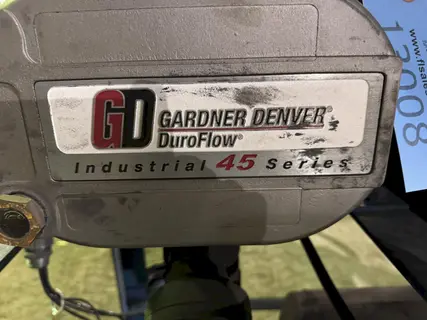 GD
GARDNER DENVER®
DuroFlow®
Industrial 45 Series
13008